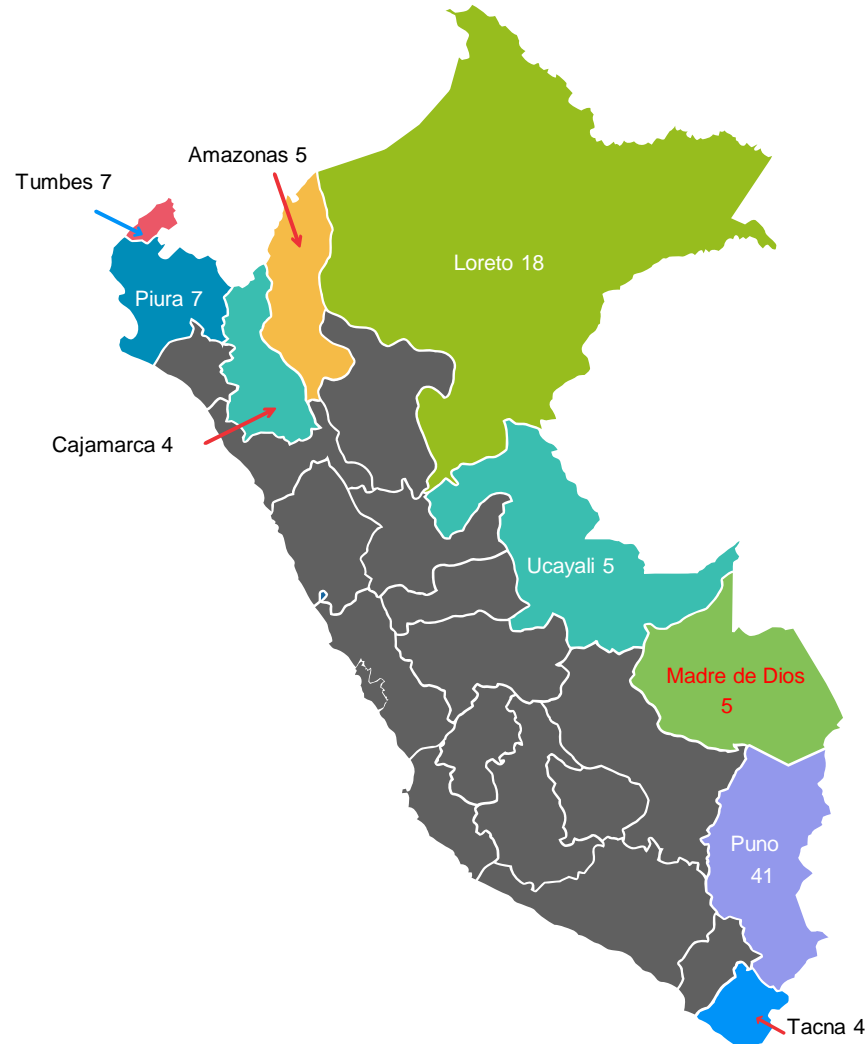 Amazonas 5
Tumbes 7
Loreto 18
Piura 7
Cajamarca 4
Ucayali 5
Madre de Dios
5
Puno
41
Tacna 4